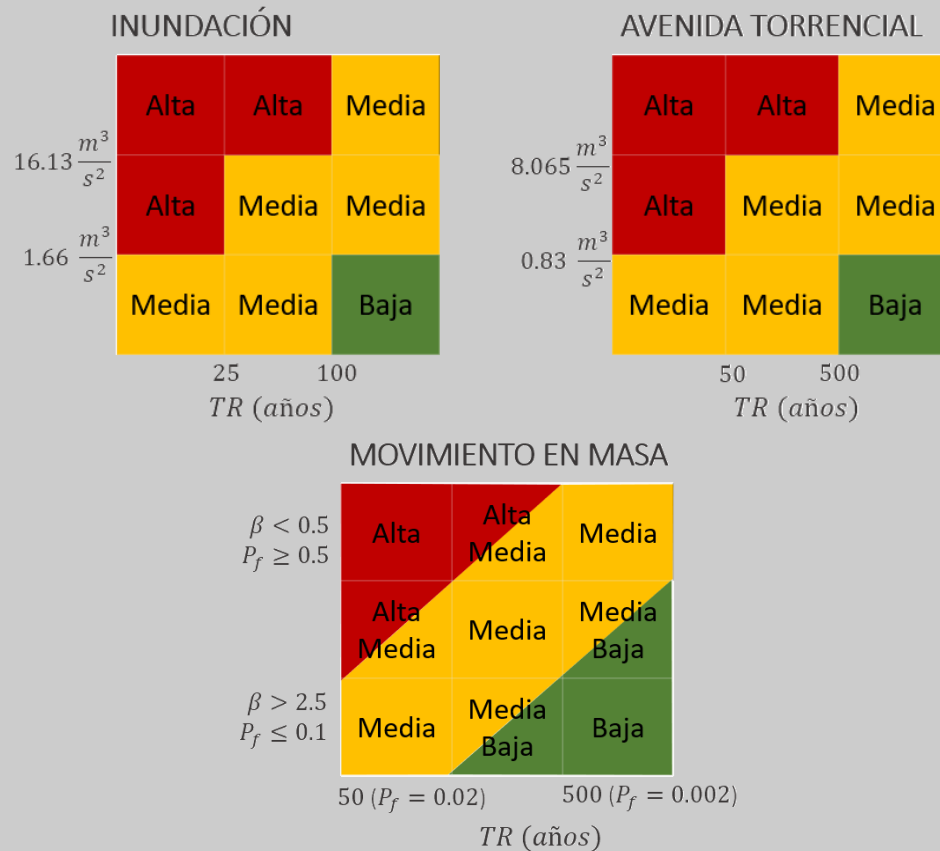 INUNDACIÓN
Alta Alta Media
16.13 m³/s²
Alta Media Media
1.66 m³/s²
Media Media Baja
25 100
TR (años)
AVENIDA TORRENCIAL
Alta Alta Media
8.065 m³/s²
Alta Media Media
0.83 m³/s²
Media Media Baja
50 500
TR (años)
MOVIMIENTO EN MASA
β < 0.5
P_f ≥ 0.5
Alta Alta Media Media
Alta Media Media Media Baja
β > 2.5
P_f ≤ 0.1
Media Media Baja Baja
50 (P_f = 0.02) 500 (P_f = 0.002)
TR (años)